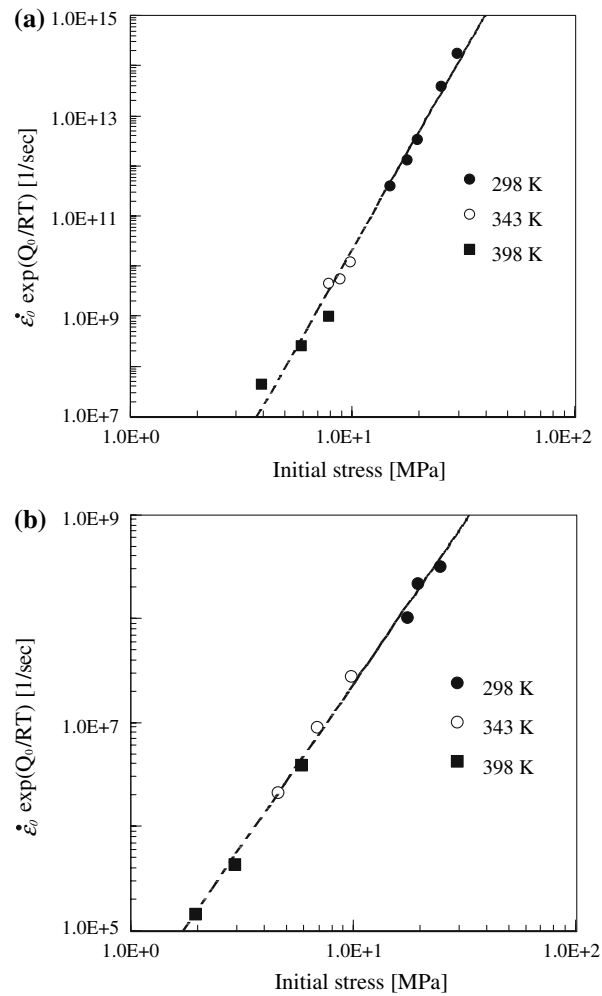 (a)
1.0E+15
1.0E+13
1.0E+11
1.0E+9
1.0E+7
ε̇₀ exp(Q₀/RT) [1/sec]
298 K
343 K
398 K
1.0E+0
1.0E+1
1.0E+2
Initial stress [MPa]
(b)
1.0E+9
1.0E+7
1.0E+5
ε̇₀ exp(Q₀/RT) [1/sec]
298 K
343 K
398 K
1.0E+0
1.0E+1
1.0E+2
Initial stress [MPa]